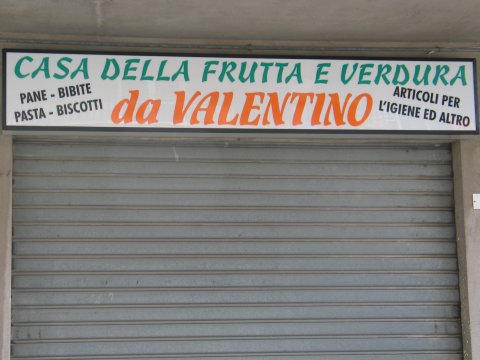 CASA DELLA FRUTTA E VERDURA
PANE - BIBITE
PASTA - BISCOTTI
da VALENTINO
ARTICOLI PER
L'IGIENE ED ALTRO